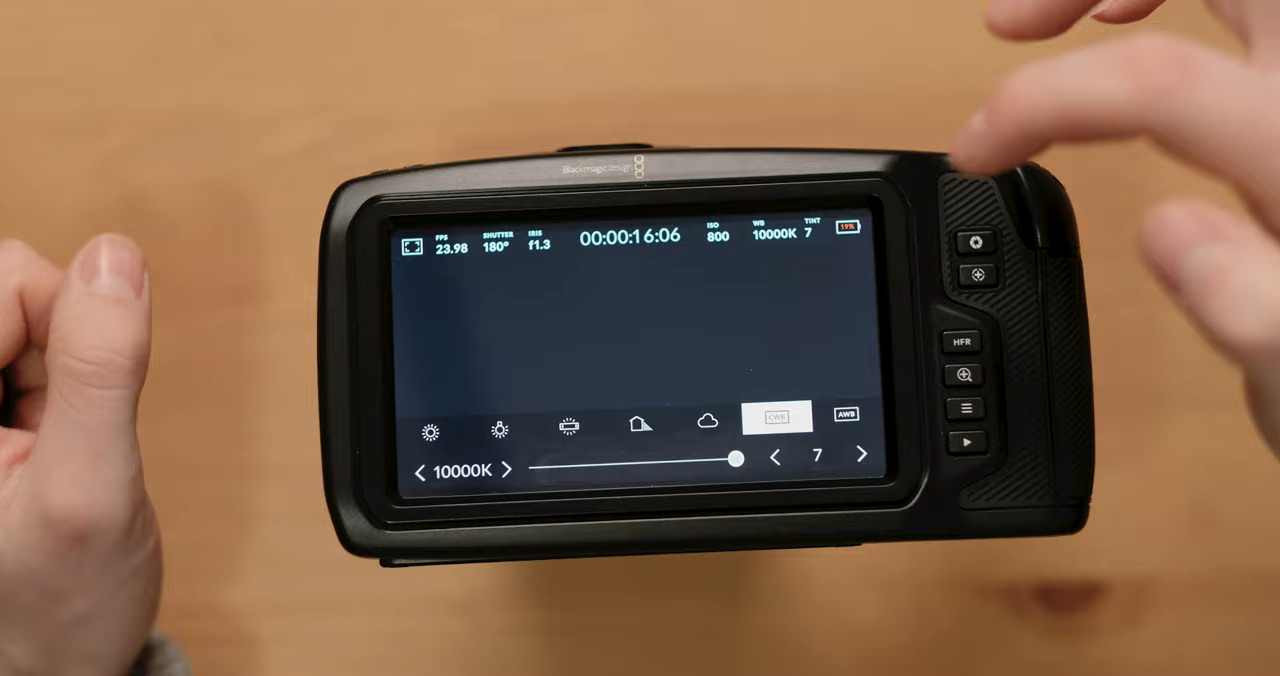 Blackmagicdesign
FPS SHUTTER IRIS ISO WB TINT
23.98 180° f1.3 00:00:16:06 800 10000K 7 19%
CWB AWB
10000K 7
HFR